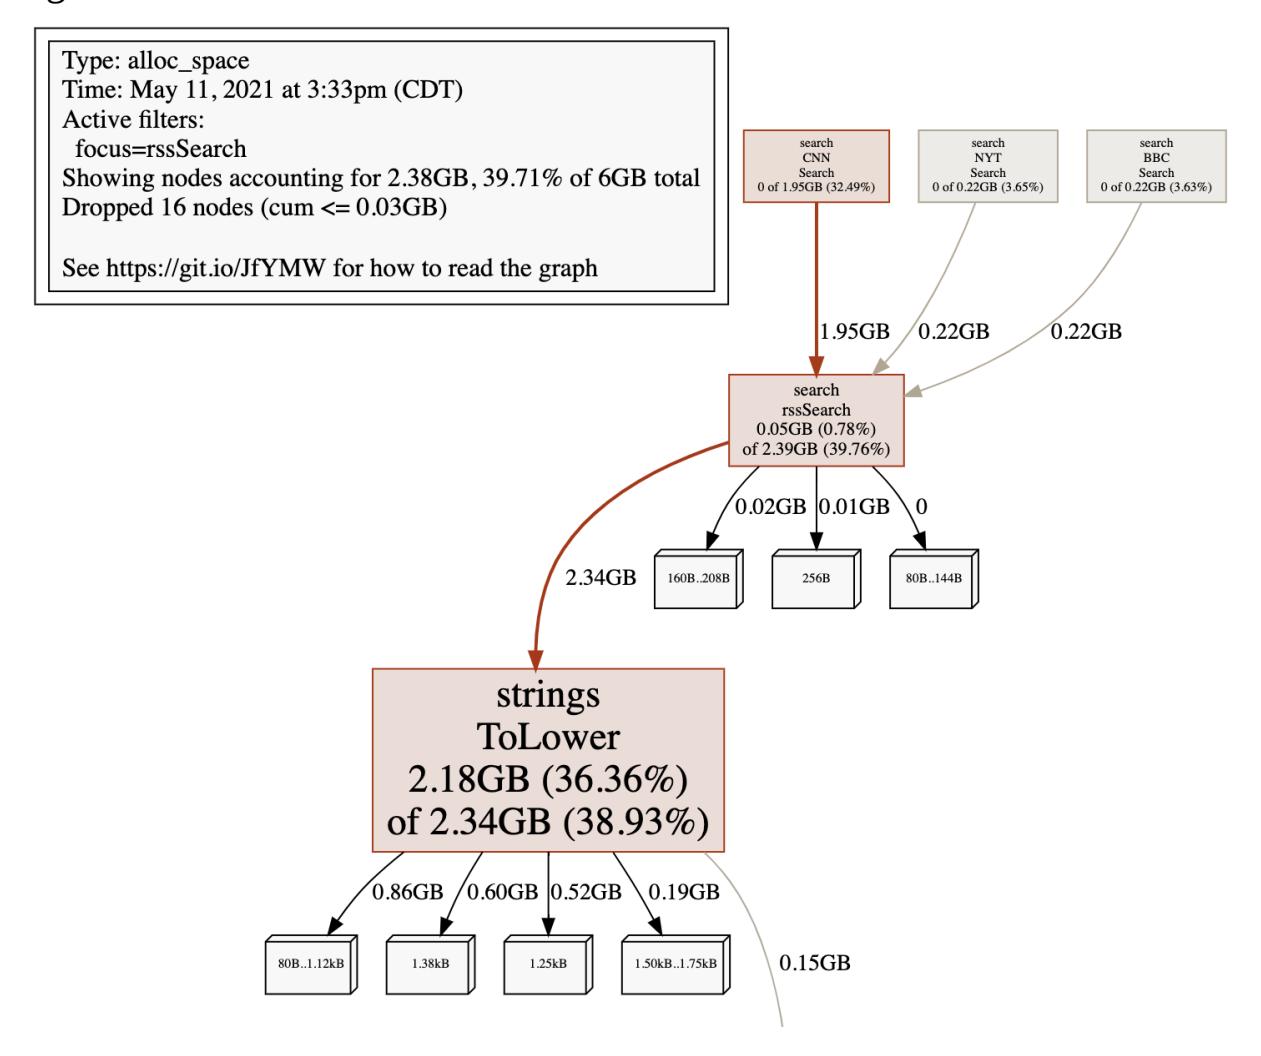 Type: alloc_space
Time: May 11, 2021 at 3:33pm (CDT)
Active filters:
focus=rssSearch
Showing nodes accounting for 2.38GB, 39.71% of 6GB total
Dropped 16 nodes (cum <= 0.03GB)
See https://git.io/JfYMW for how to read the graph
search
CNN
Search
0 of 1.95GB (32.49%)
search
NYT
Search
0 of 0.22GB (3.65%)
search
BBC
Search
0 of 0.22GB (3.63%)
1.95GB
0.22GB
0.22GB
search
rssSearch
0.05GB (0.78%)
of 2.39GB (39.76%)
0.02GB
0.01GB
0
2.34GB
160B..208B
256B
80B..144B
strings
ToLower
2.18GB (36.36%)
of 2.34GB (38.93%)
0.86GB
0.60GB
0.52GB
0.19GB
80B..1.12kB
1.38kB
1.25kB
1.50kB..1.75kB
0.15GB